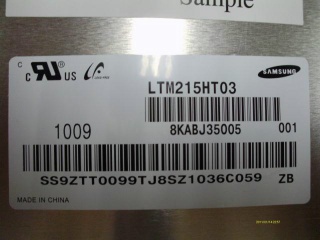 Sample
C US
SAMSUNG
LTM215HT03
1009
8KABJ35005 001
SS9ZTT0099TJ8SZ1036C059 ZB
MADE IN CHINA